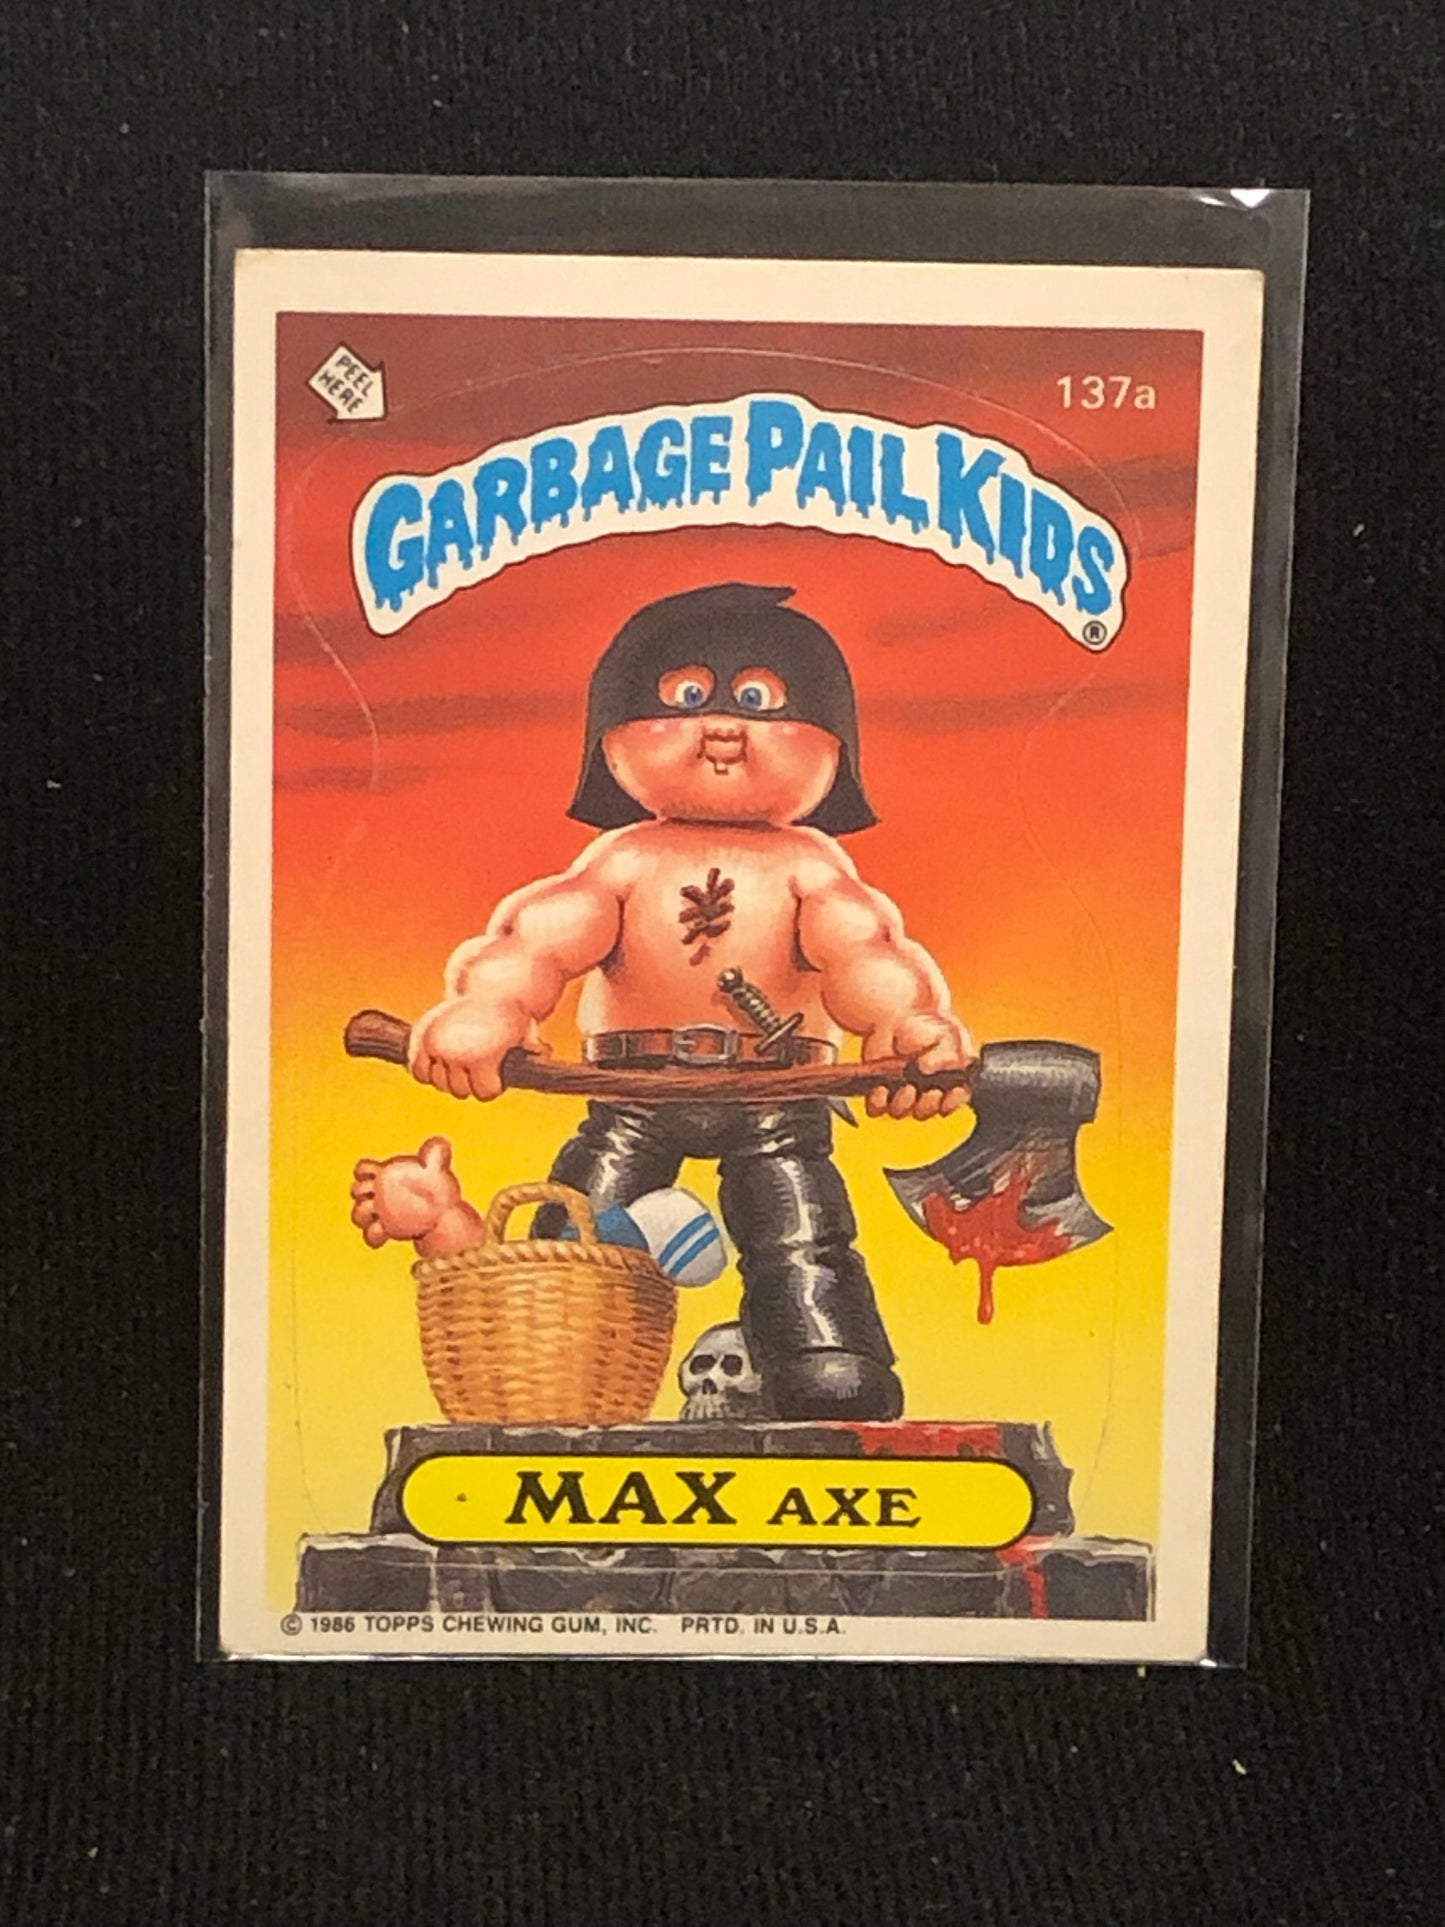 PEEL
HERE
137a
GARBAGE PAIL KIDS
®
MAX AXE
© 1986 TOPPS CHEWING GUM, INC. PRTD. IN U.S.A.